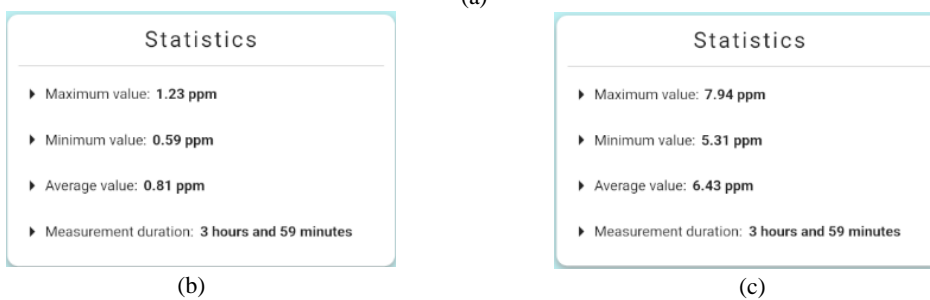 (a)
Statistics
Maximum value: 1.23 ppm
Minimum value: 0.59 ppm
Average value: 0.81 ppm
Measurement duration: 3 hours and 59 minutes
(b)
Statistics
Maximum value: 7.94 ppm
Minimum value: 5.31 ppm
Average value: 6.43 ppm
Measurement duration: 3 hours and 59 minutes
(c)